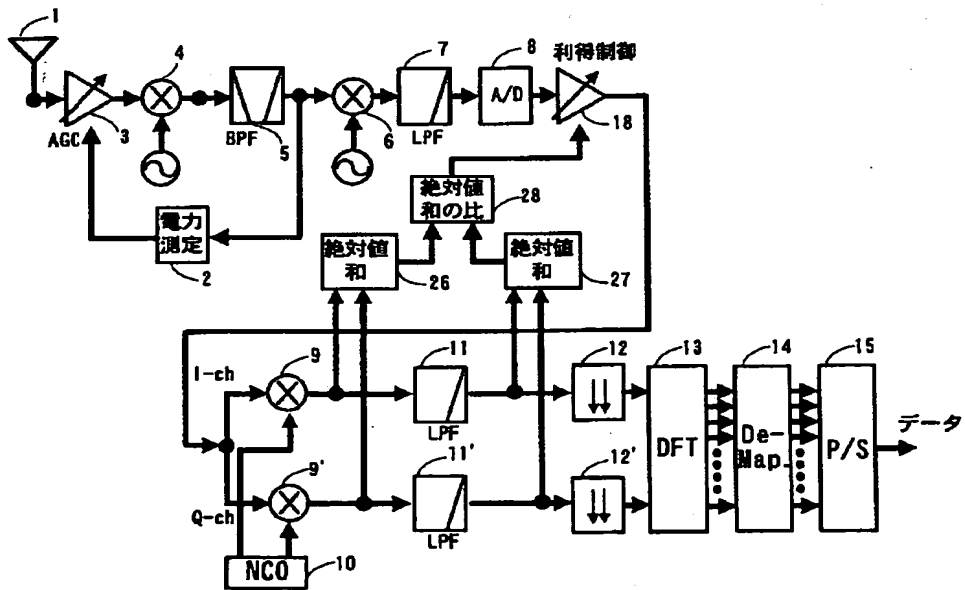 1
4
7
8
利得制御
A/D
AGC
3
BPF
5
6
LPF
18
電力
測定
2
絶対値
和の比
28
絶対値
和
26
絶対値
和
27
I-ch
9
11
LPF
12
13
14
15
Q-ch
9'
11'
LPF
12'
DFT
De-
Map.
P/S
データ
NCO
10